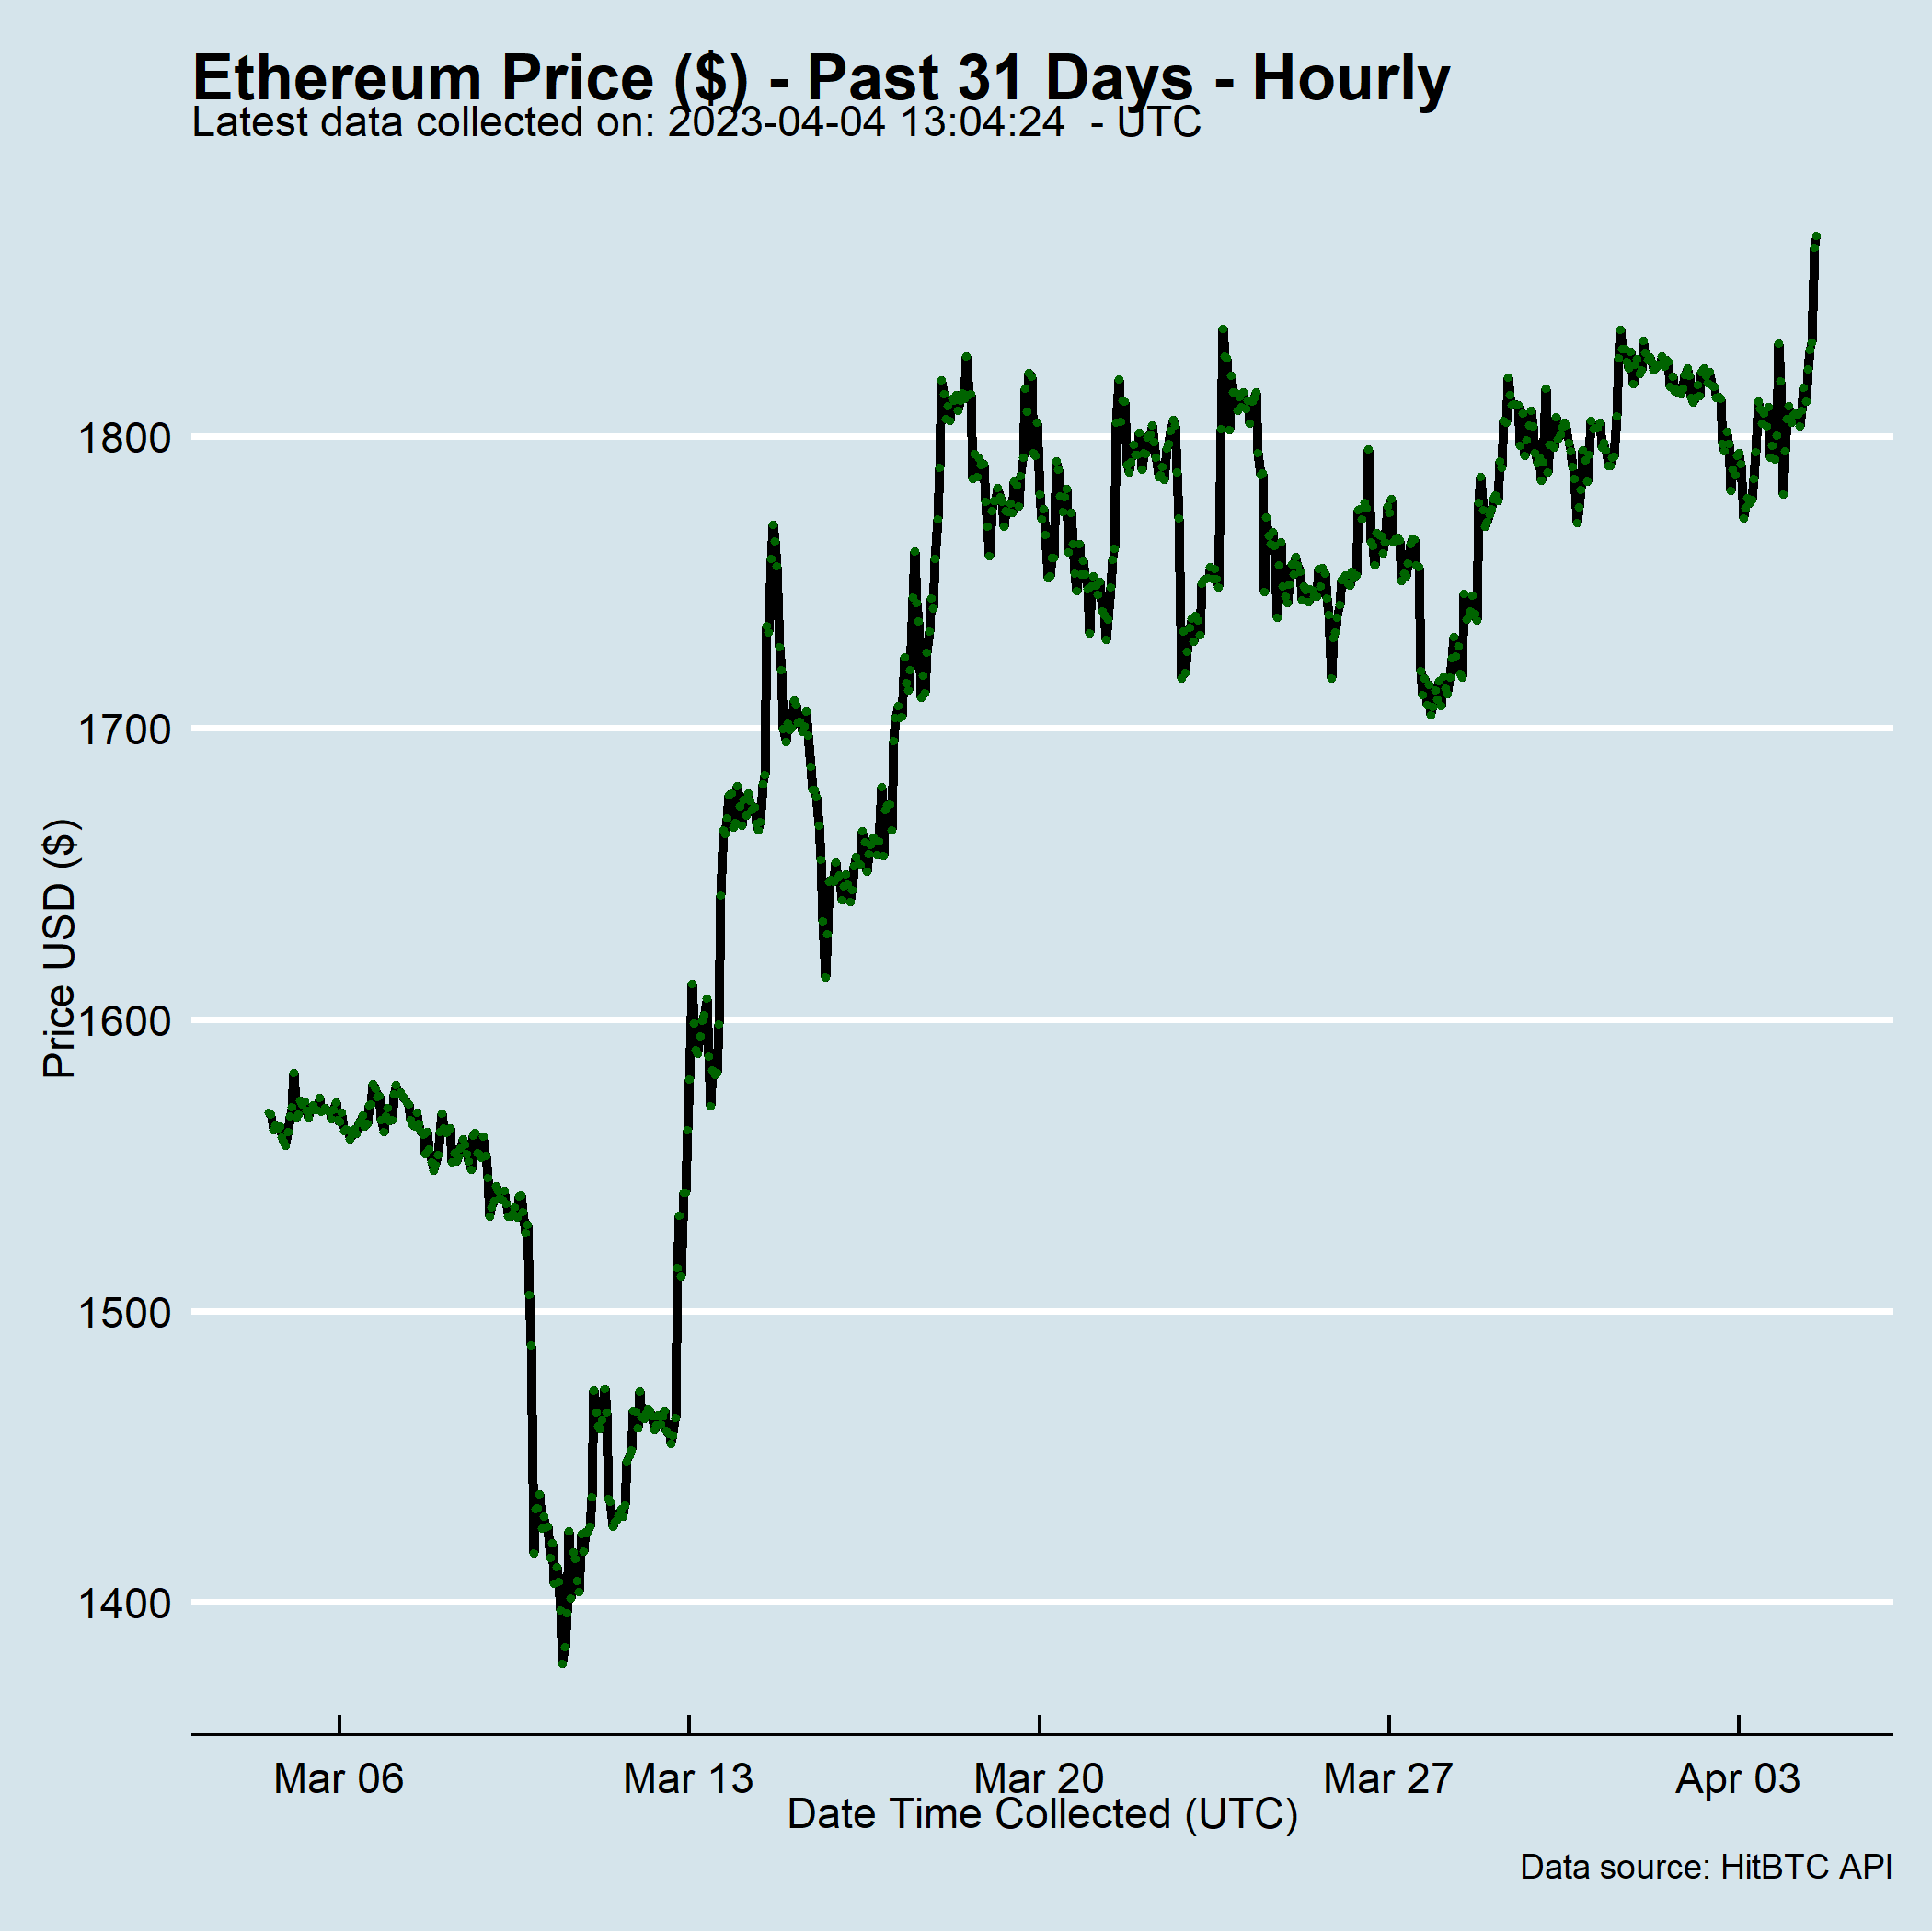 Ethereum Price ($) - Past 31 Days - Hourly
Latest data collected on: 2023-04-04 13:04:24  - UTC
1800
1700
1600
1500
1400
Price USD ($)
Mar 06
Mar 13
Mar 20
Mar 27
Apr 03
Date Time Collected (UTC)
Data source: HitBTC API